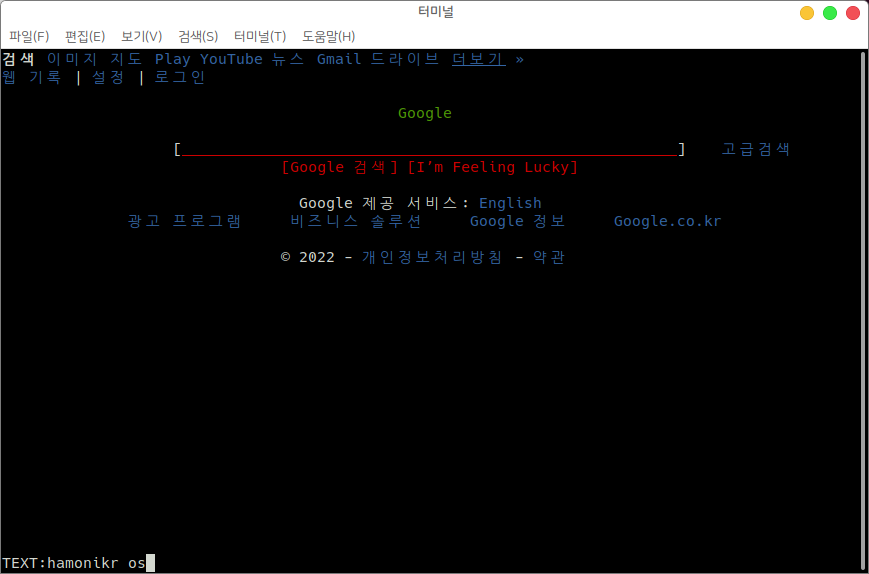 터미널
파일(F) 편집(E) 보기(V) 검색(S) 터미널(T) 도움말(H)
검색 이미지 지도 Play YouTube 뉴스 Gmail 드라이브 더보기 »
웹 기록 | 설정 | 로그인
Google
[_______________________________________________________] 고급검색
[Google 검색] [I'm Feeling Lucky]
Google 제공 서비스: English
광고 프로그램 비즈니스 솔루션 Google 정보 Google.co.kr
© 2022 - 개인정보처리방침 - 약관
TEXT:hamonikr os